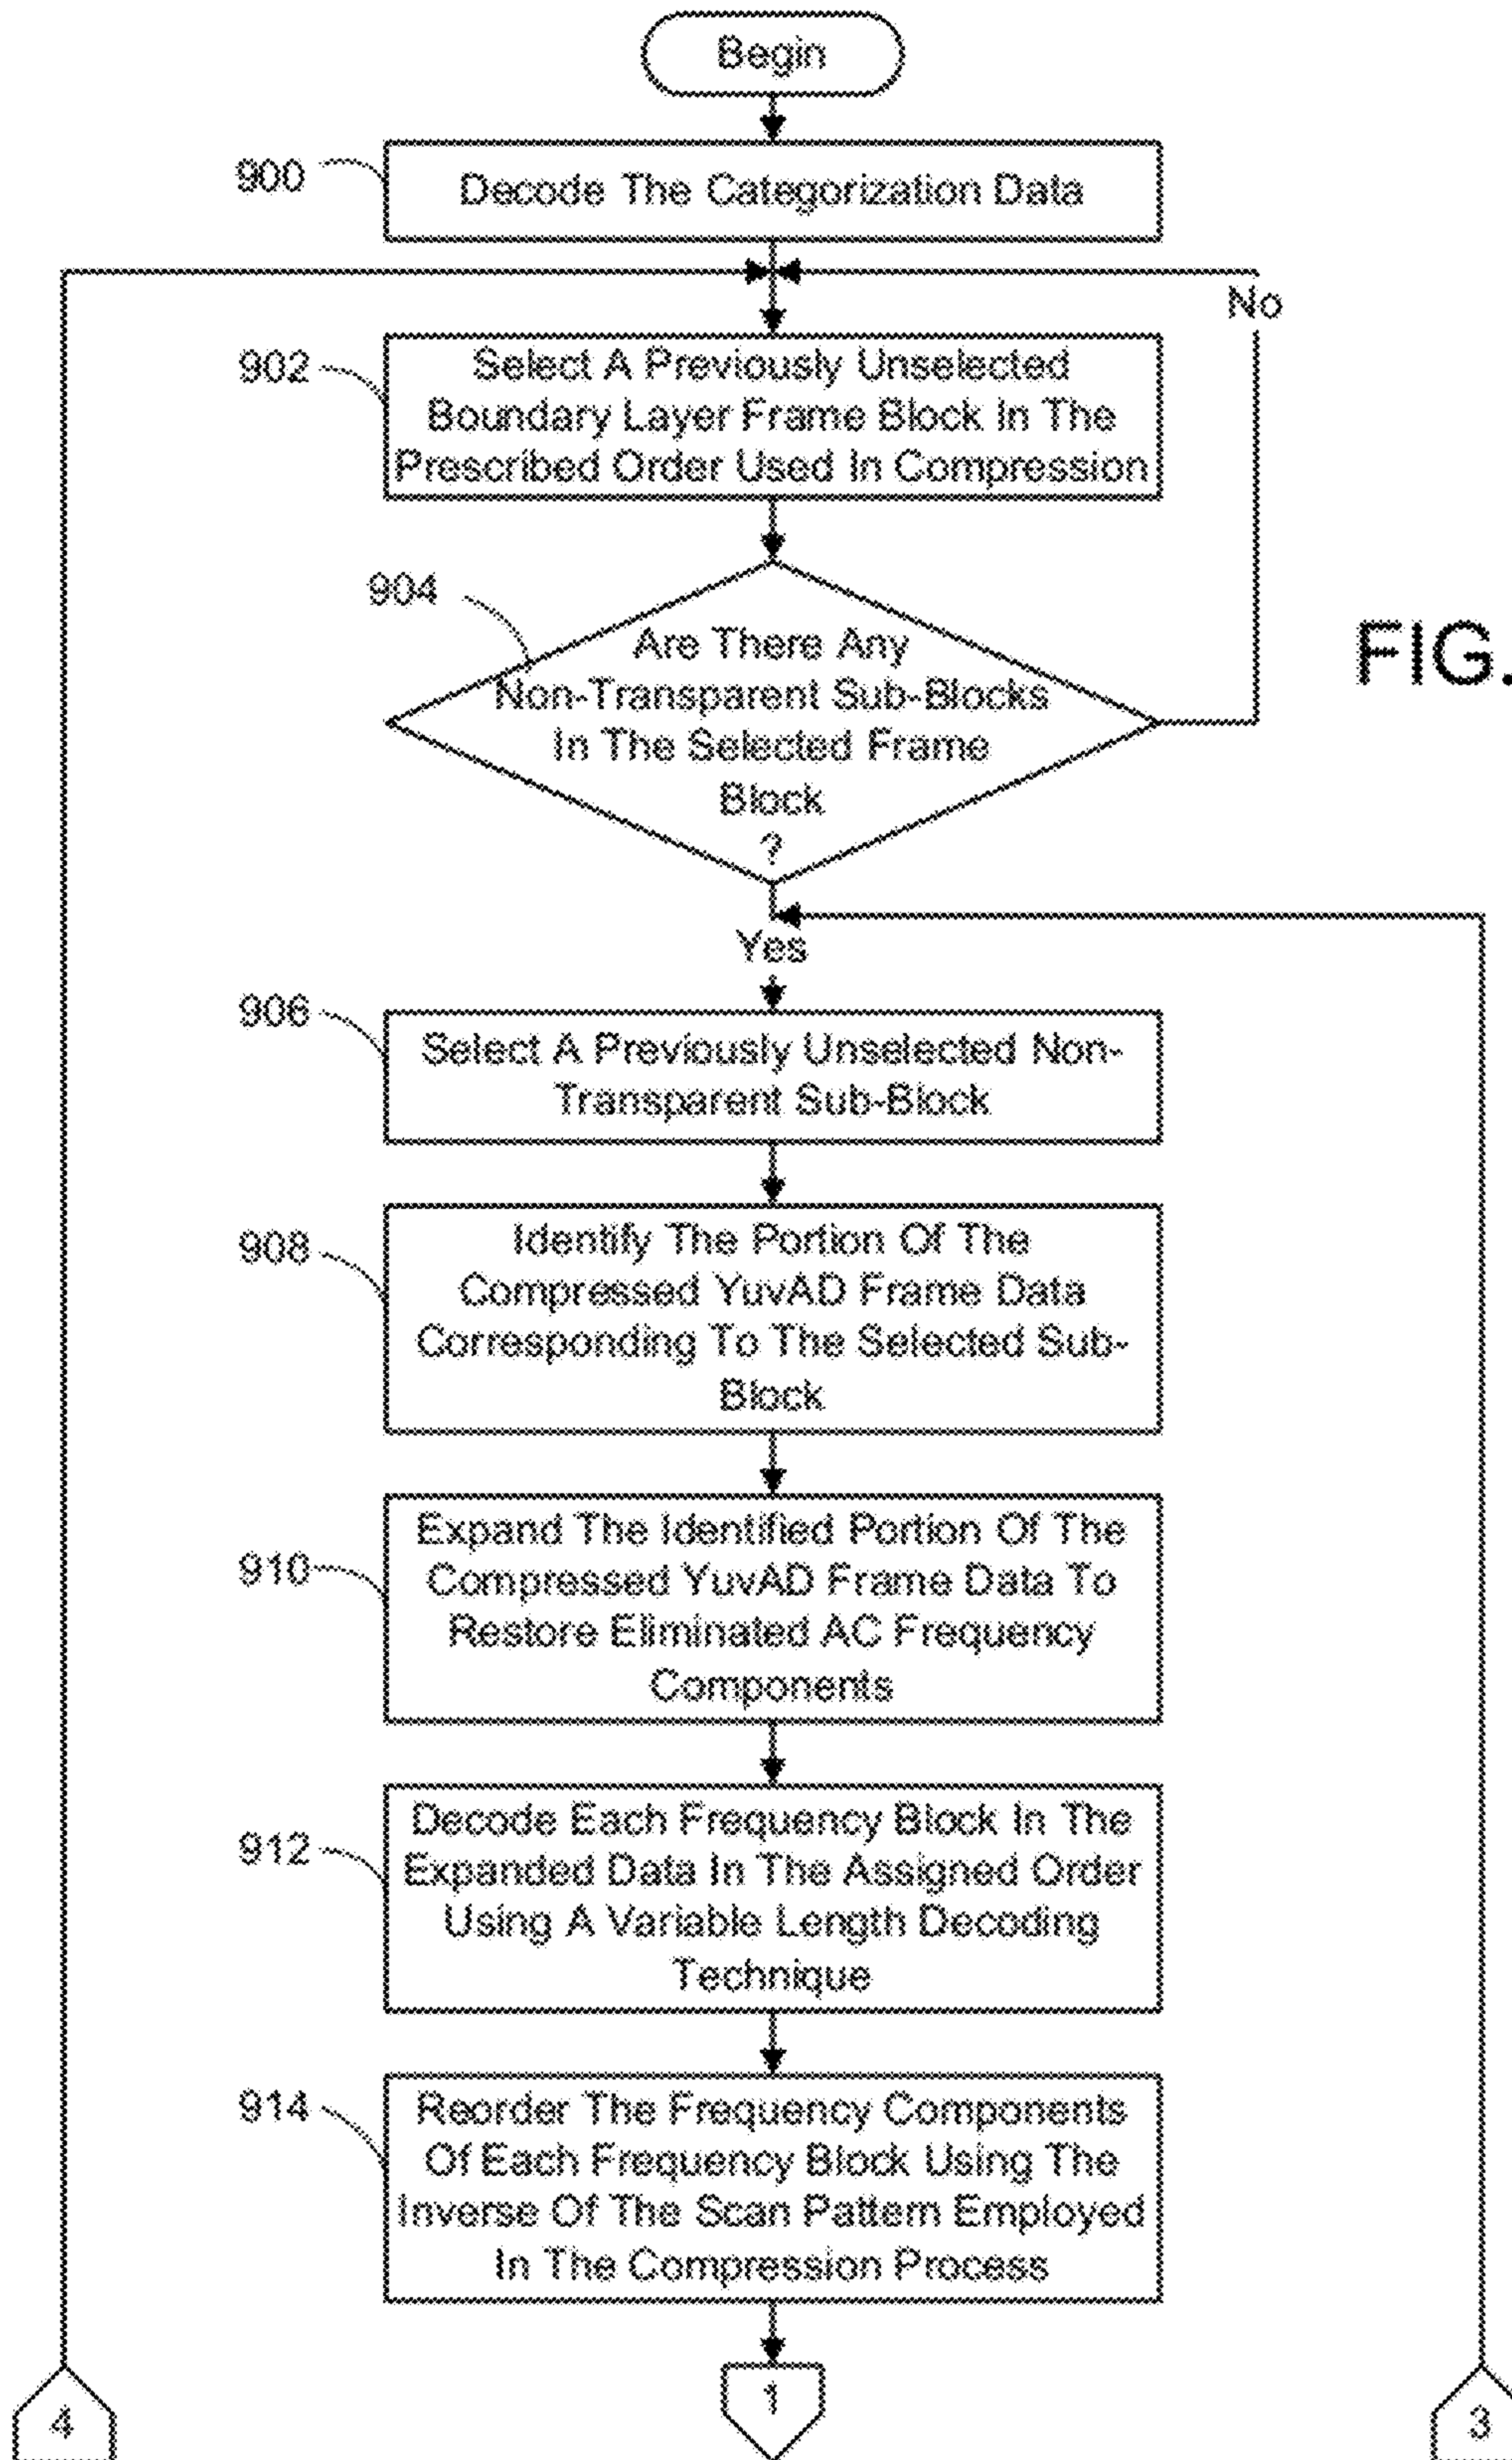 Begin
900
Decode The Categorization Data
No
902
Select A Previously Unselected
Boundary Layer Frame Block In The
Prescribed Order Used In Compression
904
Are There Any
Non-Transparent Sub-Blocks
In The Selected Frame
Block
?
FIG.
Yes
906
Select A Previously Unselected Non-
Transparent Sub-Block
908
Identify The Portion Of The
Compressed YuvAD Frame Data
Corresponding To The Selected Sub-
Block
910
Expand The Identified Portion Of The
Compressed YuvAD Frame Data To
Restore Eliminated AC Frequency
Components
912
Decode Each Frequency Block In The
Expanded Data In The Assigned Order
Using A Variable Length Decoding
Technique
914
Reorder The Frequency Components
Of Each Frequency Block Using The
Inverse Of The Scan Pattern Employed
In The Compression Process
4
1
3